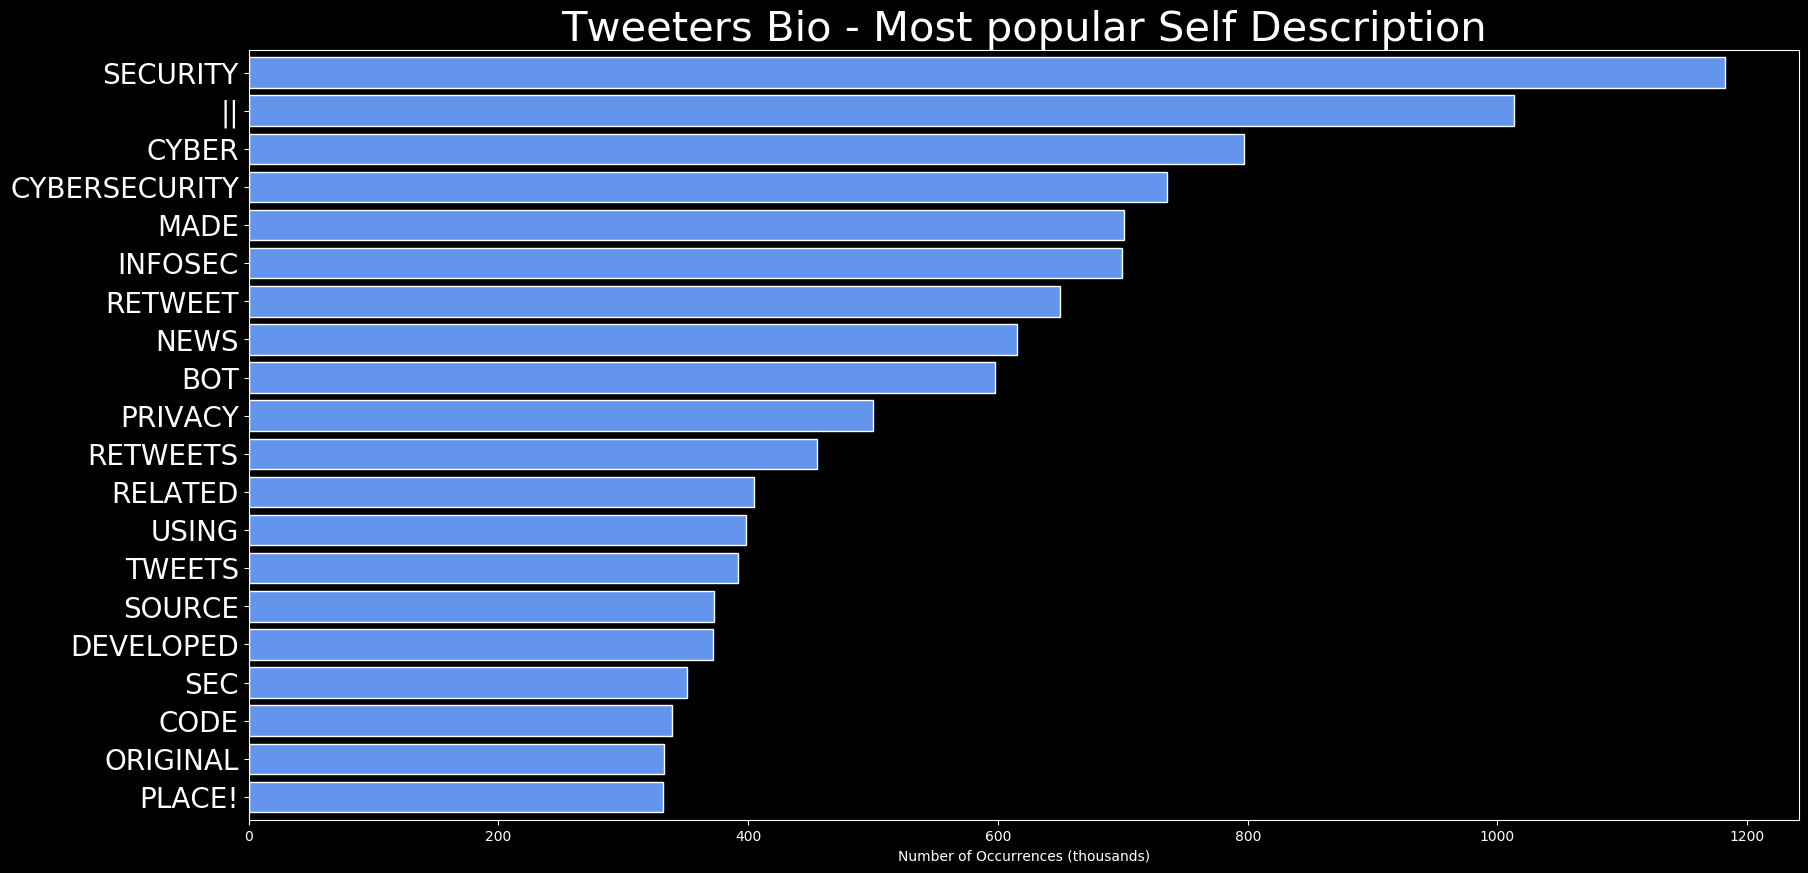 Tweeters Bio - Most popular Self Description
SECURITY
||
CYBER
CYBERSECURITY
MADE
INFOSEC
RETWEET
NEWS
BOT
PRIVACY
RETWEETS
RELATED
USING
TWEETS
SOURCE
DEVELOPED
SEC
CODE
ORIGINAL
PLACE!
0 200 400 600 800 1000 1200
Number of Occurrences (thousands)